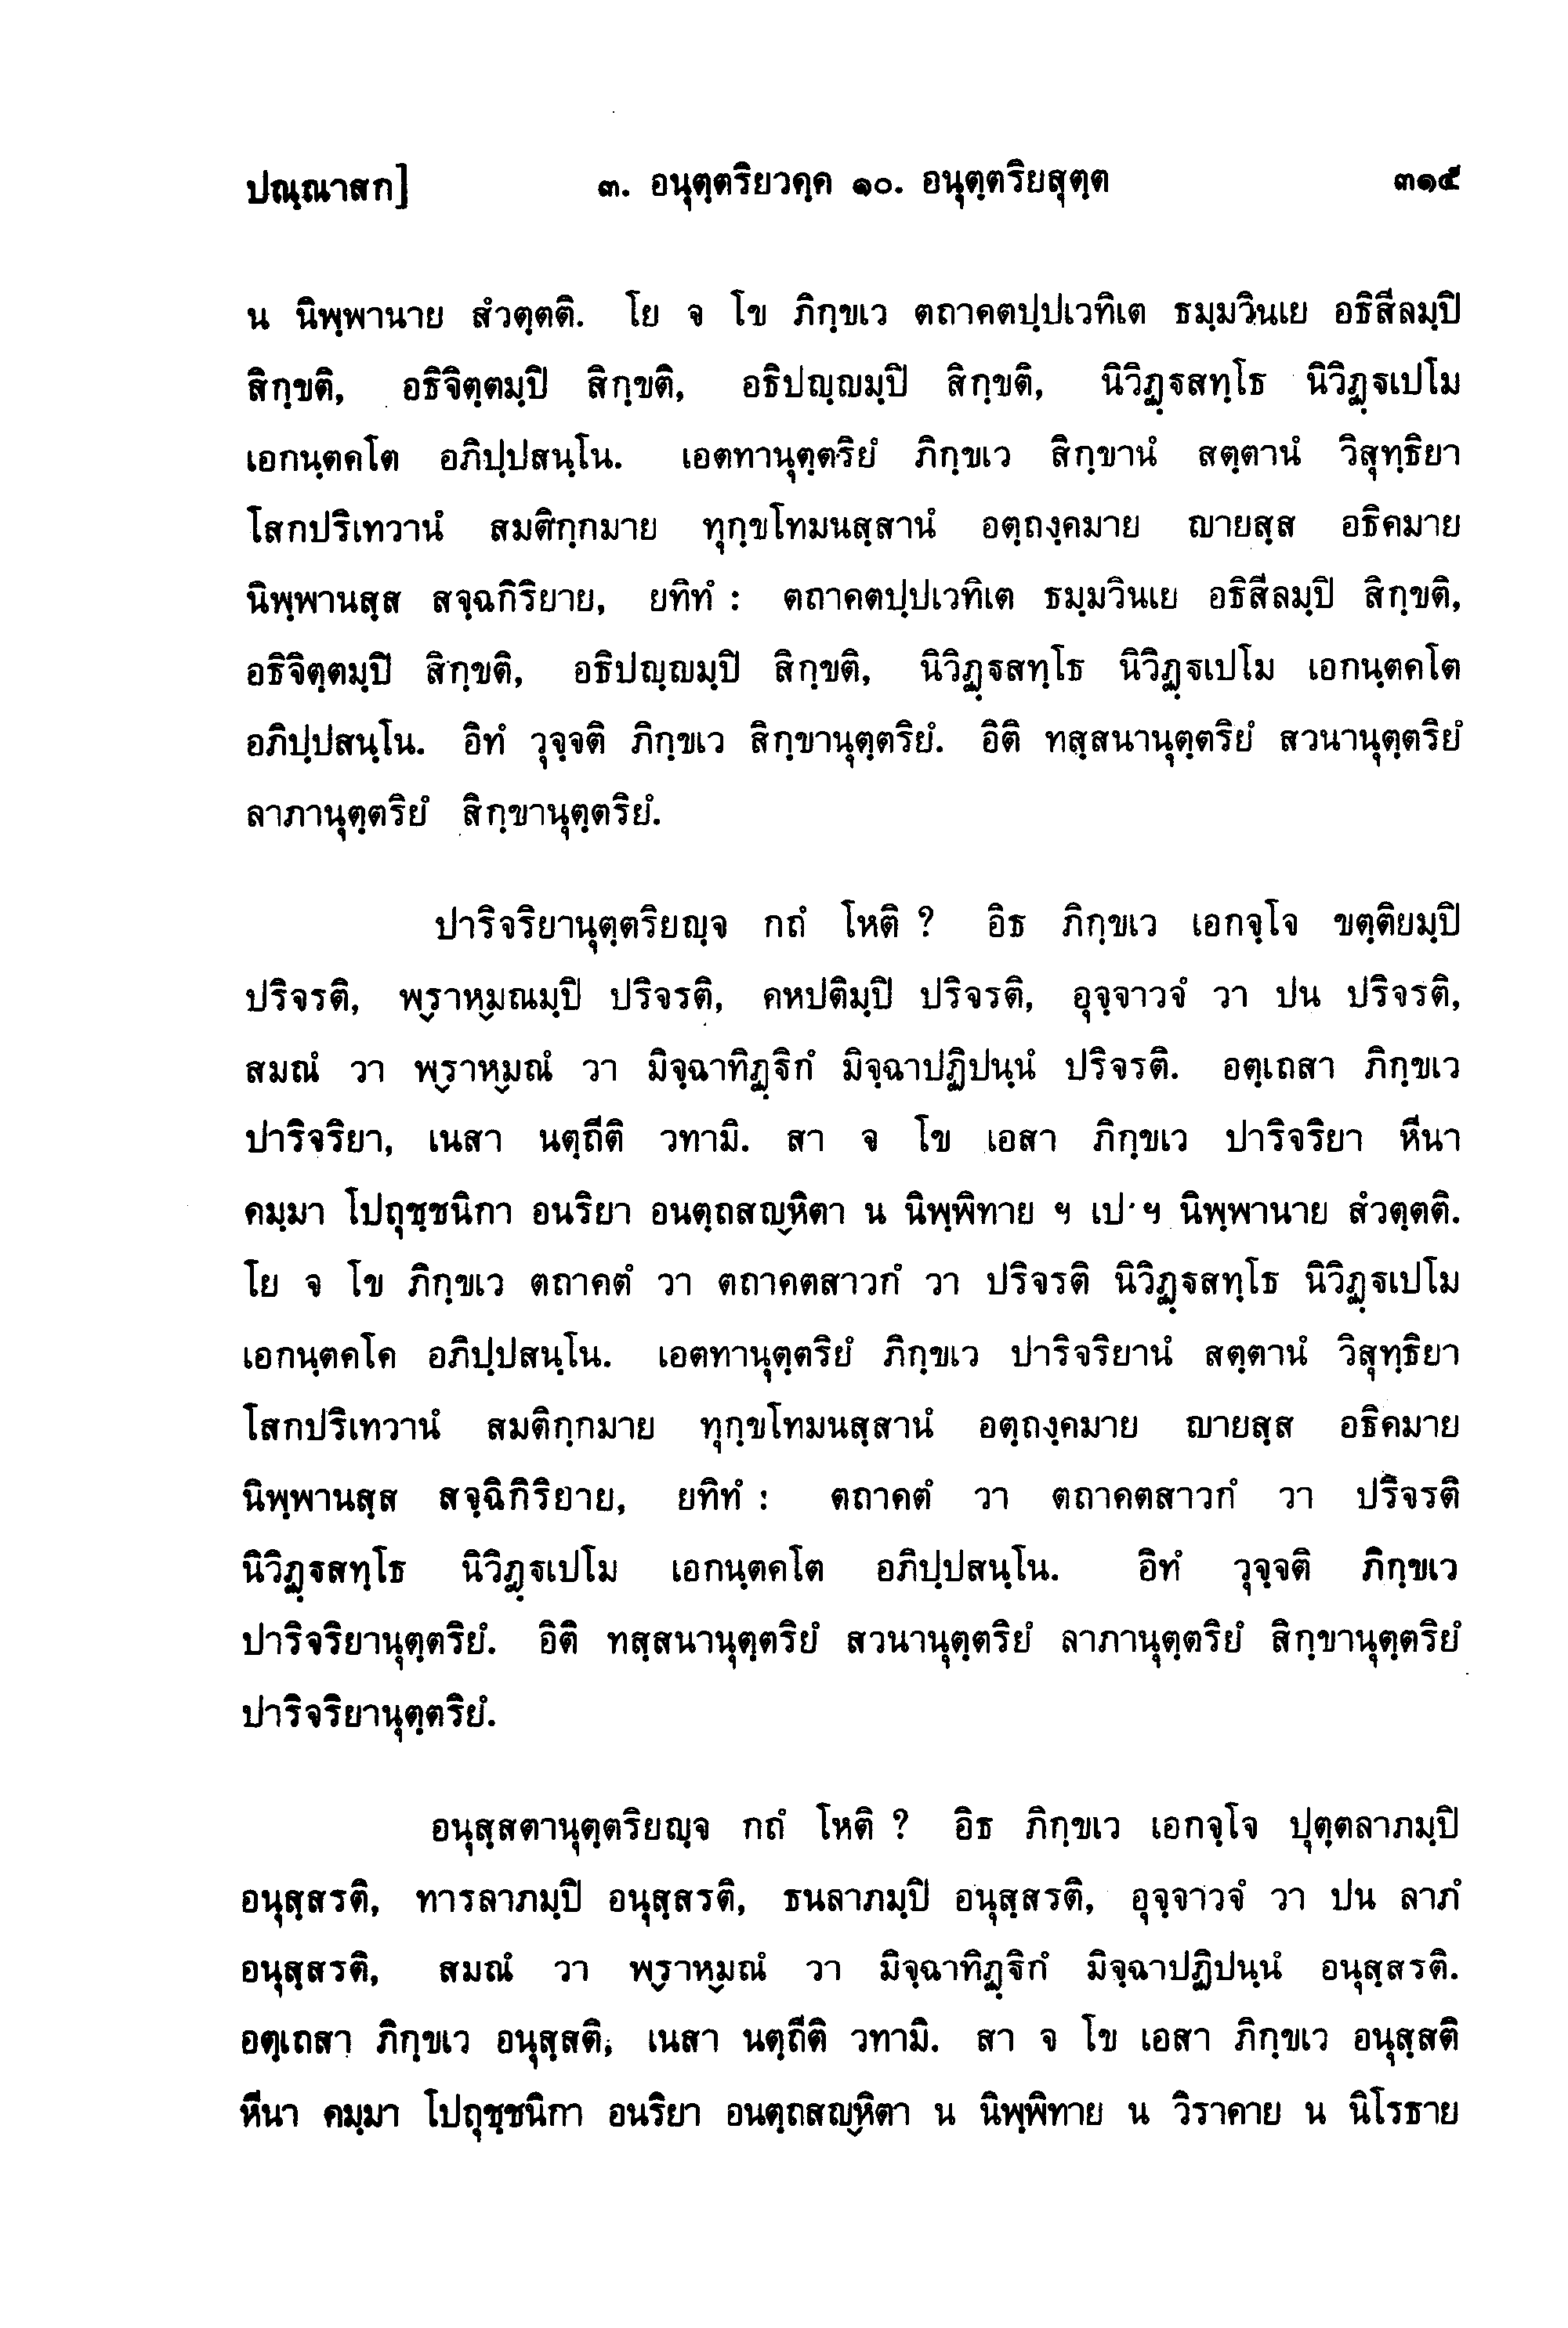 ปณฺณาสก] ๓. อนุตฺตริยวคฺค ๑๐. อนุตฺตริยสุตฺต ๓๑๕
น นิพฺพานาย สํวตฺตติ. โย จ โข ภิกฺขเว ตถาคตปฺปเวทิเต ธมฺมวินเย อธิสีลมฺปิ
สิกฺขติ, อธิจิตฺตมฺปิ สิกฺขติ, อธิปญฺญมฺปิ สิกฺขติ, นิวิฏฺฐสทฺโธ นิวิฏฺฐเปโม
เอกนฺตคโต อภิปฺปสนฺโน. เอตทานุตฺตริยํ ภิกฺขเว สิกฺขานํ สตฺตานํ วิสุทฺธิยา
โสกปริเทวานํ สมติกฺกมาย ทุกฺขโทมนสฺสานํ อตฺถงฺคมาย ญายสฺส อธิคมาย
นิพฺพานสฺส สจฺฉกิริยาย, ยทิทํ : ตถาคตปฺปเวทิเต ธมฺมวินเย อธิสีลมฺปิ สิกฺขติ,
อธิจิตฺตมฺปิ สิกฺขติ, อธิปญฺญมฺปิ สิกฺขติ, นิวิฏฺฐสทฺโธ นิวิฏฺฐเปโม เอกนฺตคโต
อภิปฺปสนฺโน. อิทํ วุจฺจติ ภิกฺขเว สิกฺขานุตฺตริยํ. อิติ ทสฺสนานุตฺตริยํ สวนานุตฺตริยํ
ลาภานุตฺตริยํ สิกฺขานุตฺตริยํ.
ปาริจริยานุตฺตริยญฺจ กถํ โหติ ? อิธ ภิกฺขเว เอกจฺโจ ขตฺติยมฺปิ
ปริจรติ, พฺราหฺมณมฺปิ ปริจรติ, คหปติมฺปิ ปริจรติ, อุจฺจาวจํ วา ปน ปริจรติ,
สมณํ วา พฺราหฺมณํ วา มิจฺฉาทิฏฺฐิกํ มิจฺฉาปฏิปนฺนํ ปริจรติ. อตฺเถสา ภิกฺขเว
ปาริจริยา, เนสา นตฺถีติ วทามิ. สา จ โข เอสา ภิกฺขเว ปาริจริยา หีนา
คมฺมา โปถุชฺชนิกา อนริยา อนตฺถสญฺหิตา น นิพฺพิทาย ฯ เป ฯ นิพฺพานาย สํวตฺตติ.
โย จ โข ภิกฺขเว ตถาคตํ วา ตถาคตสาวกํ วา ปริจรติ นิวิฏฺฐสทฺโธ นิวิฏฺฐเปโม
เอกนฺตคโค อภิปฺปสนฺโน. เอตทานุตฺตริยํ ภิกฺขเว ปาริจริยานํ สตฺตานํ วิสุทฺธิยา
โสกปริเทวานํ สมติกฺกมาย ทุกฺขโทมนสฺสานํ อตฺถงฺคมาย ญายสฺส อธิคมาย
นิพฺพานสฺส สจฺฉิกิริยาย, ยทิทํ : ตถาคตํ วา ตถาคตสาวกํ วา ปริจรติ
นิวิฏฺฐสทฺโธ นิวิฏฺฐเปโม เอกนฺตคโต อภิปฺปสนฺโน. อิทํ วุจฺจติ ภิกฺขเว
ปาริจริยานุตฺตริยํ. อิติ ทสฺสนานุตฺตริยํ สวนานุตฺตริยํ ลาภานุตฺตริยํ สิกฺขานุตฺตริยํ
ปาริจริยานุตฺตริยํ.
อนุสฺสตานุตฺตริยญฺจ กถํ โหติ ? อิธ ภิกฺขเว เอกจฺโจ ปุตฺตลาภมฺปิ
อนุสฺสรติ, ทารลาภมฺปิ อนุสฺสรติ, ธนลาภมฺปิ อนุสฺสรติ, อุจฺจาวจํ วา ปน ลาภํ
อนุสฺสรติ, สมณํ วา พฺราหฺมณํ วา มิจฺฉาทิฏฺฐิกํ มิจฺฉาปฏิปนฺนํ อนุสฺสรติ.
อตฺเถสา ภิกฺขเว อนุสฺสติ, เนสา นตฺถีติ วทามิ. สา จ โข เอสา ภิกฺขเว อนุสฺสติ
หีนา คมฺมา โปถุชฺชนิกา อนริยา อนตฺถสญฺหิตา น นิพฺพิทาย น วิราคาย น นิโรธาย